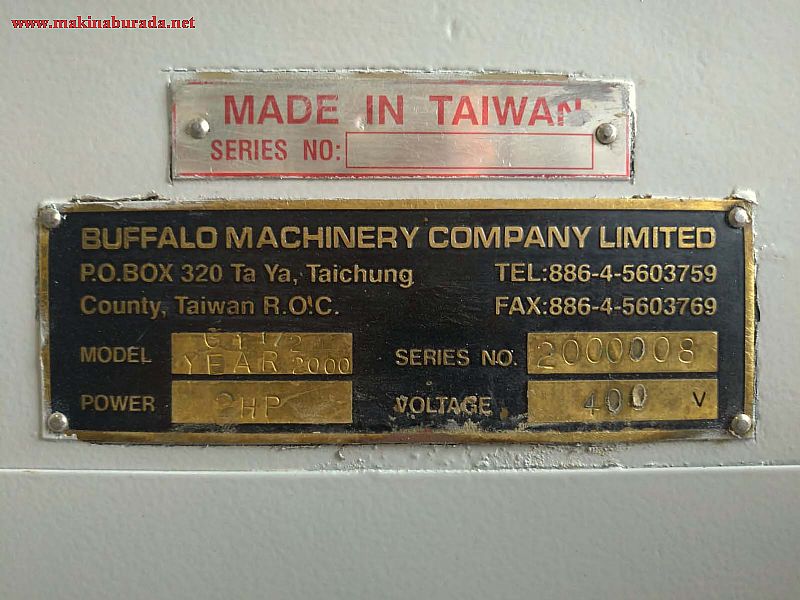 www.makinaburada.net
MADE IN TAIWAN
SERIES NO:
BUFFALO MACHINERY COMPANY LIMITED
P.O.BOX 320 Ta Ya, Taichung TEL:886-4-5603759
County, Taiwan R.O.C. FAX:886-4-5603769
MODEL YEAR 2000 SERIES NO. 2000008
POWER 2HP VOLTAGE 400 V